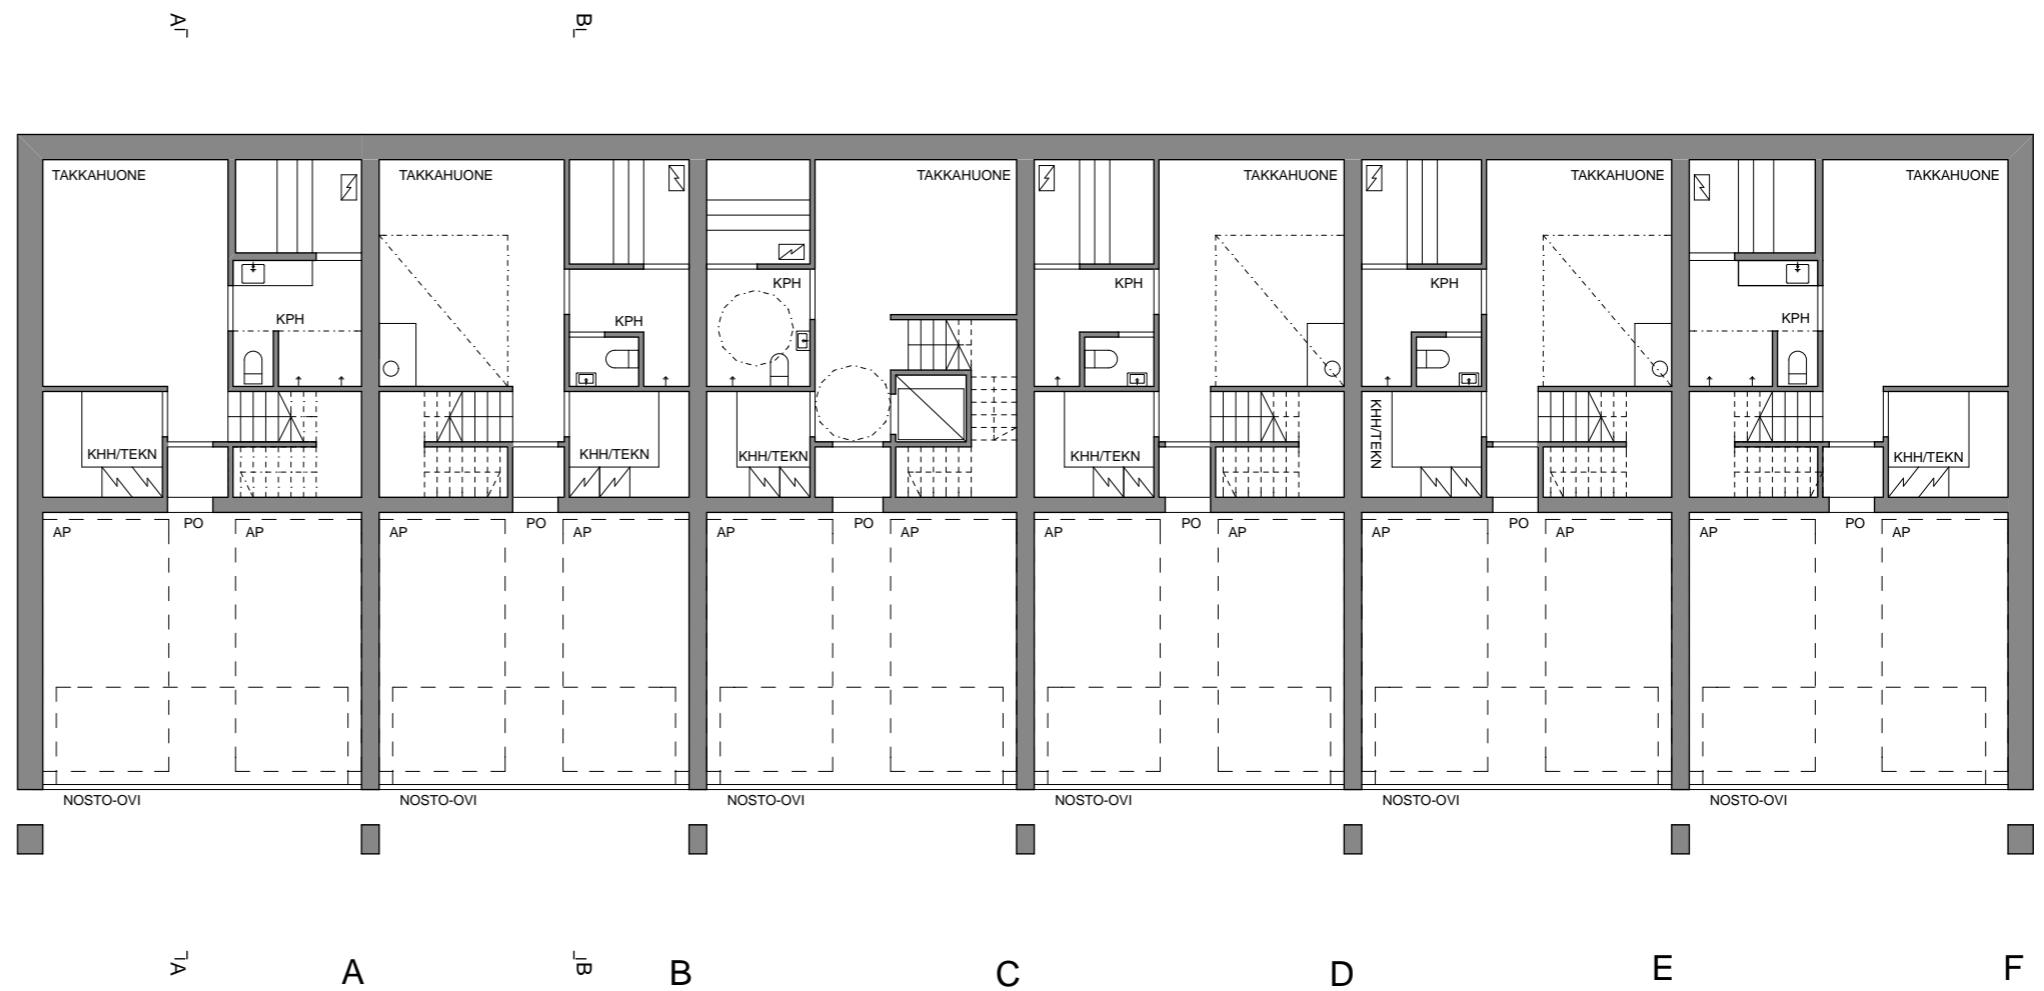 A B
TAKKAHUONE TAKKAHUONE TAKKAHUONE TAKKAHUONE TAKKAHUONE TAKKAHUONE
KPH KPH KPH KPH KPH KPH
KHH/TEKN KHH/TEKN KHH/TEKN KHH/TEKN KHH/TEKN KHH/TEKN
PO PO PO PO PO PO
AP AP AP AP AP AP AP AP AP AP AP AP
NOSTO-OVI NOSTO-OVI NOSTO-OVI NOSTO-OVI NOSTO-OVI NOSTO-OVI
A A B B C D E F